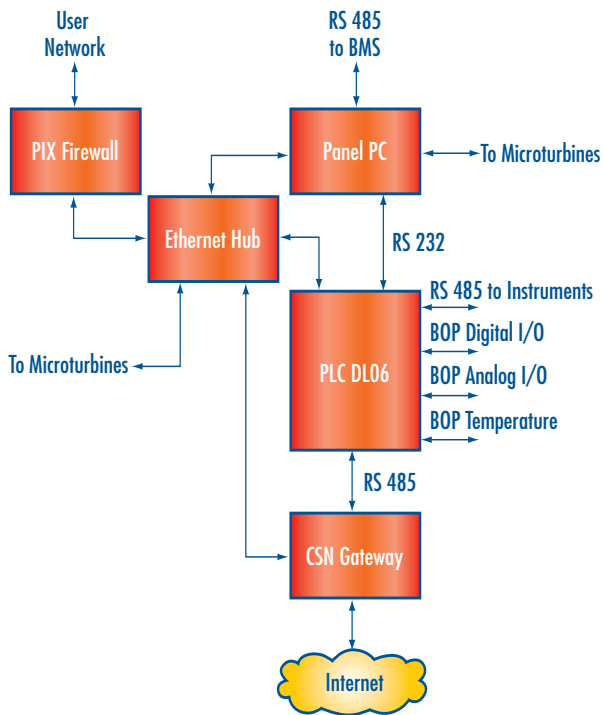 User
Network
RS 485
to BMS
PIX Firewall
Panel PC
To Microturbines
Ethernet Hub
RS 232
RS 485 to Instruments
BOP Digital I/O
To Microturbines
PLC DL06
BOP Analog I/O
BOP Temperature
RS 485
CSN Gateway
Internet